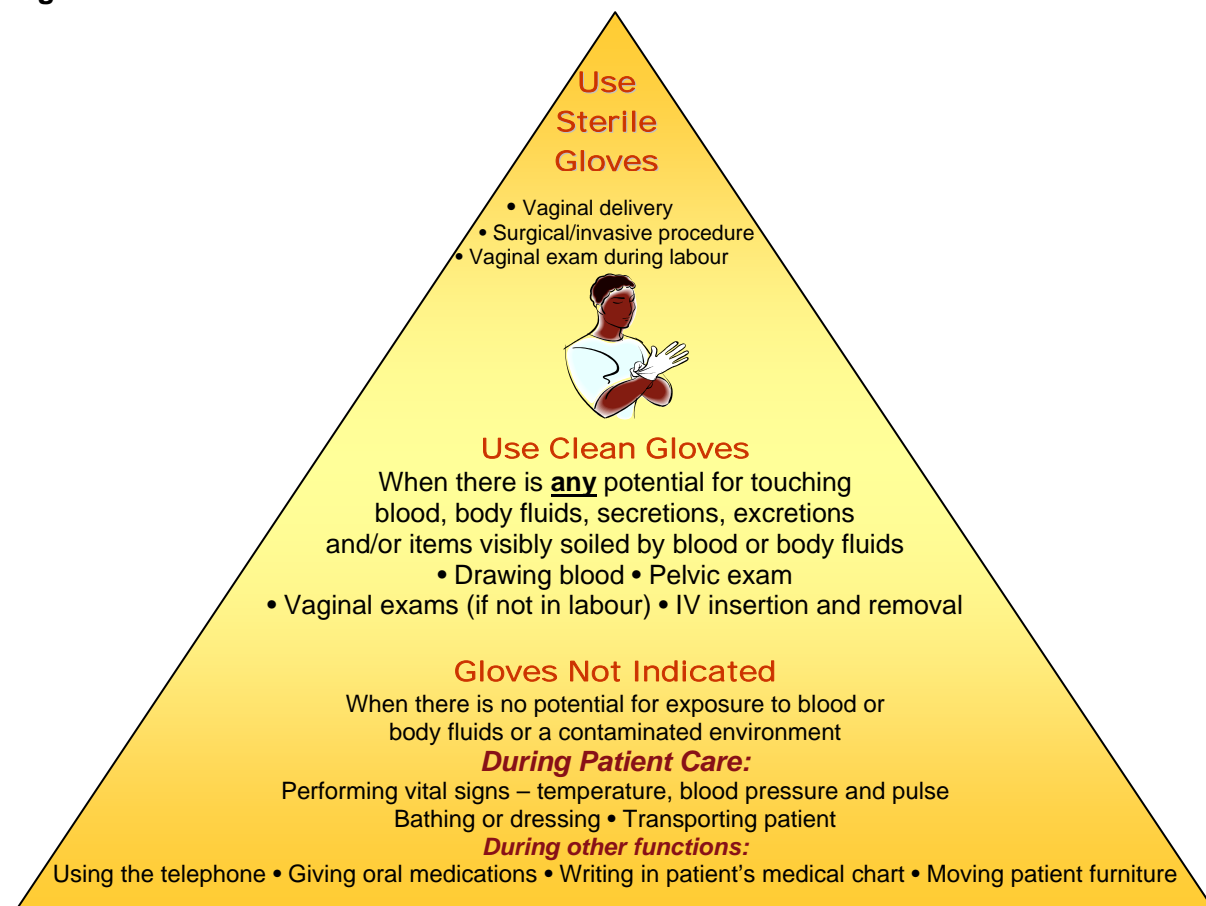 Use
Sterile
Gloves
• Vaginal delivery
• Surgical/invasive procedure
• Vaginal exam during labour
Use Clean Gloves
When there is any potential for touching
blood, body fluids, secretions, excretions
and/or items visibly soiled by blood or body fluids
• Drawing blood • Pelvic exam
• Vaginal exams (if not in labour) • IV insertion and removal
Gloves Not Indicated
When there is no potential for exposure to blood or
body fluids or a contaminated environment
During Patient Care:
Performing vital signs – temperature, blood pressure and pulse
Bathing or dressing • Transporting patient
During other functions:
Using the telephone • Giving oral medications • Writing in patient's medical chart • Moving patient furniture